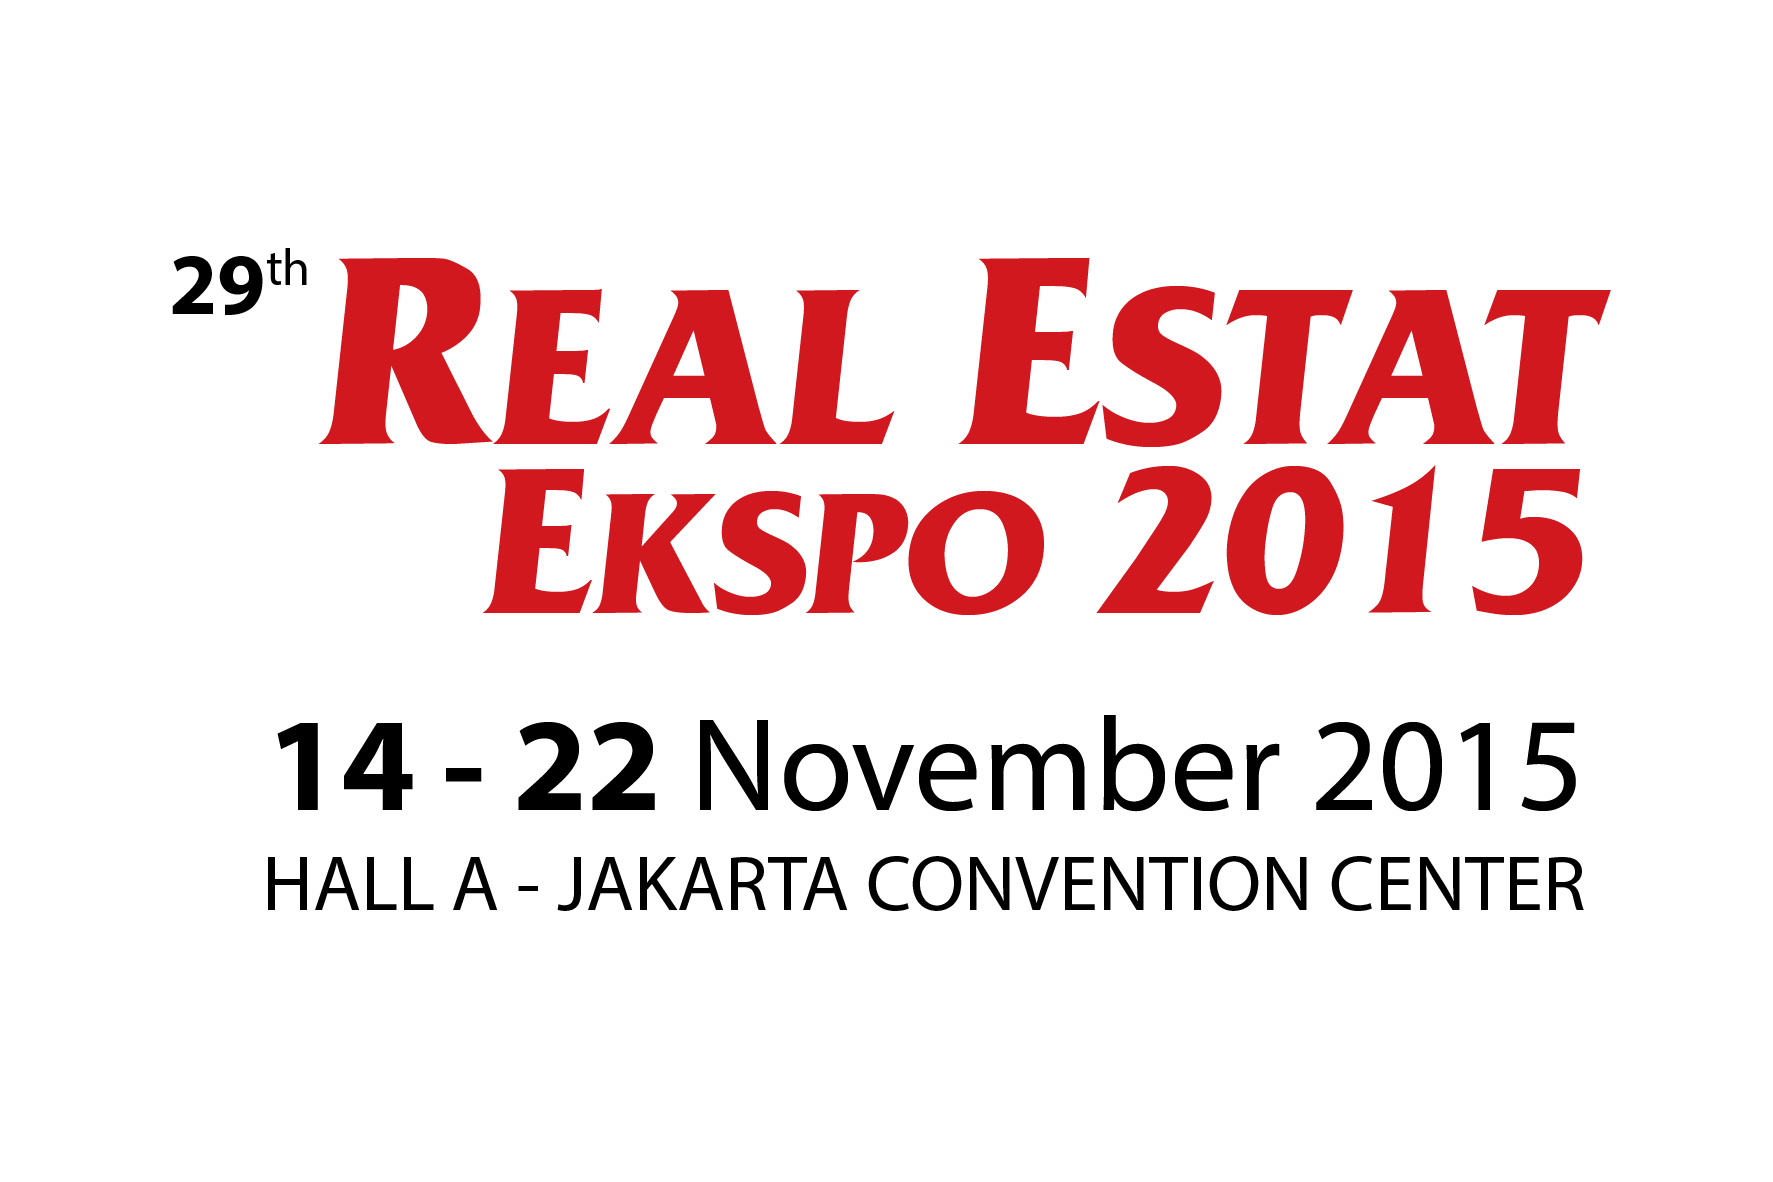 29th REAL ESTAT
EKSPO 2015
14 - 22 November 2015
HALL A - JAKARTA CONVENTION CENTER